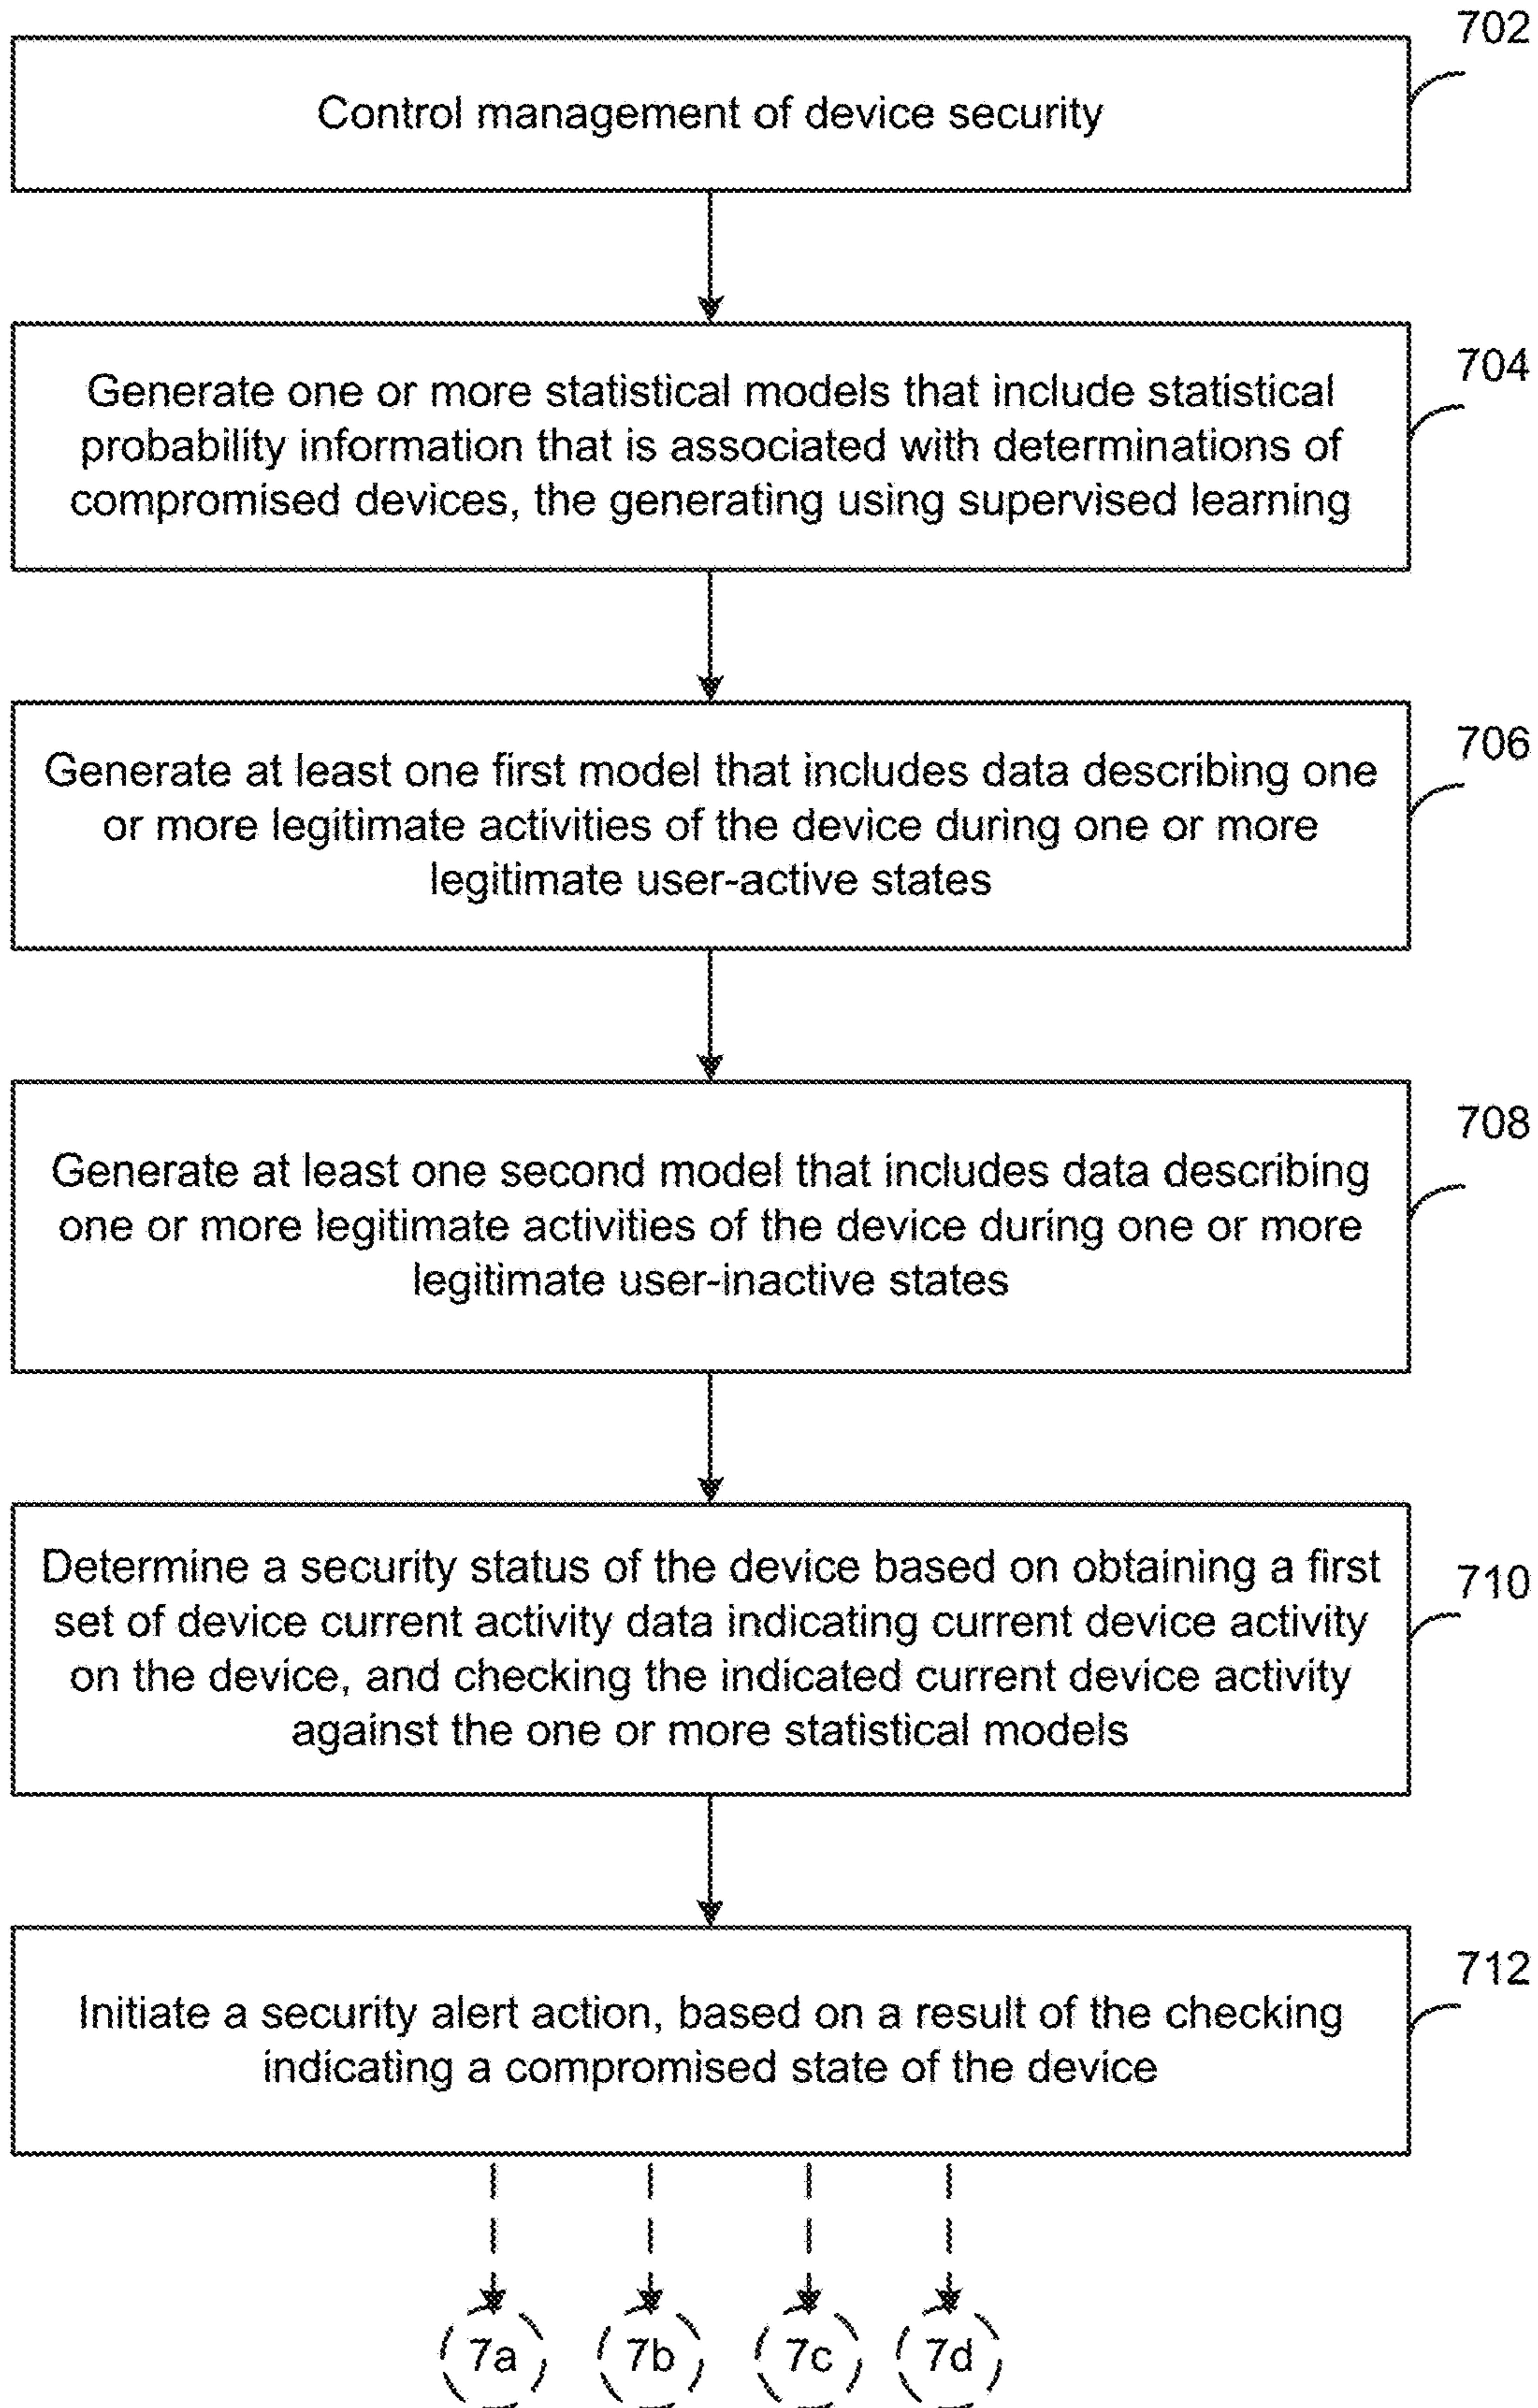 702
Control management of device security
704
Generate one or more statistical models that include statistical
probability information that is associated with determinations of
compromised devices, the generating using supervised learning
706
Generate at least one first model that includes data describing one
or more legitimate activities of the device during one or more
legitimate user-active states
708
Generate at least one second model that includes data describing
one or more legitimate activities of the device during one or more
legitimate user-inactive states
710
Determine a security status of the device based on obtaining a first
set of device current activity data indicating current device activity
on the device, and checking the indicated current device activity
against the one or more statistical models
712
Initiate a security alert action, based on a result of the checking
indicating a compromised state of the device
7a 7b 7c 7d